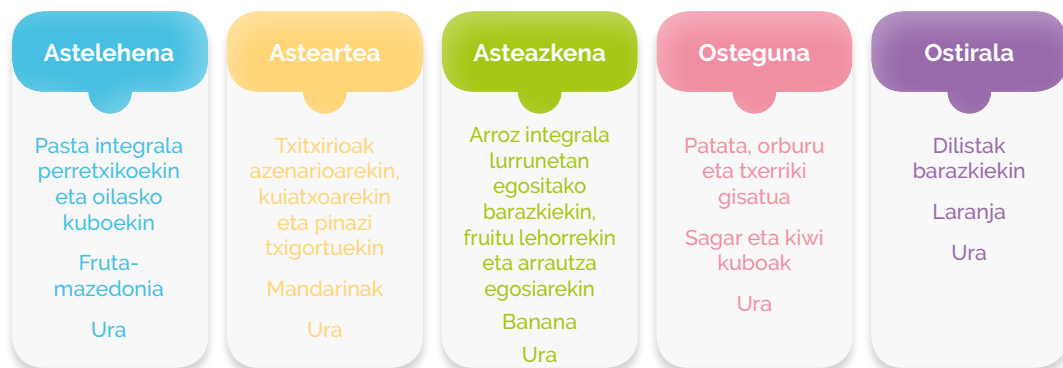 Astelehena
Pasta integrala
perretxikoekin
eta oilasko
kuboekin
Fruta-
mazedonia
Ura
Asteartea
Txitxirioak
azenarioarekin,
kuiatxoarekin
eta pinazi
txigortuekin
Mandarinak
Ura
Asteazkena
Arroz integrala
lurrunetan
egositako
barazkiekin,
fruitu lehorrekin
eta arrautza
egosiarekin
Banana
Ura
Osteguna
Patata, orburu
eta txerriki
gisatua
Sagar eta kiwi
kuboak
Ura
Ostirala
Dilistak
barazkiekin
Laranja
Ura